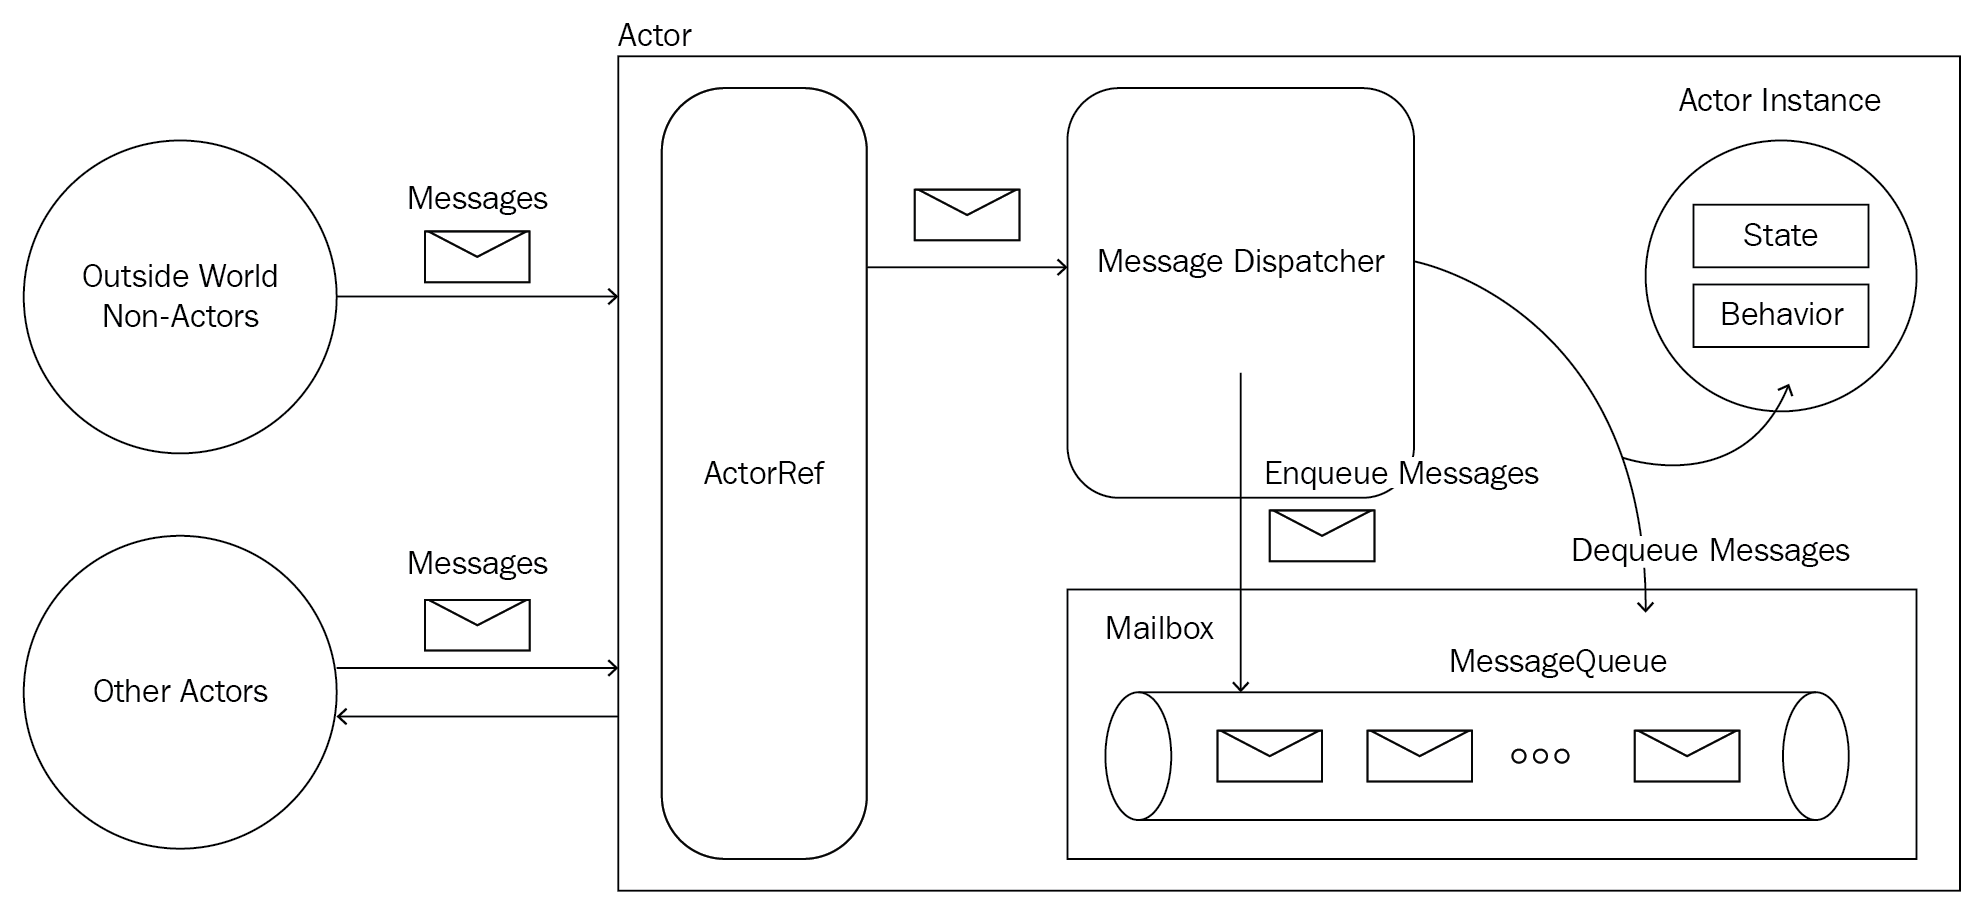 Actor
Actor Instance
Messages
State
Outside World
Non-Actors
Message Dispatcher
Behavior
ActorRef
Enqueue Messages
Messages
Dequeue Messages
Mailbox
MessageQueue
Other Actors